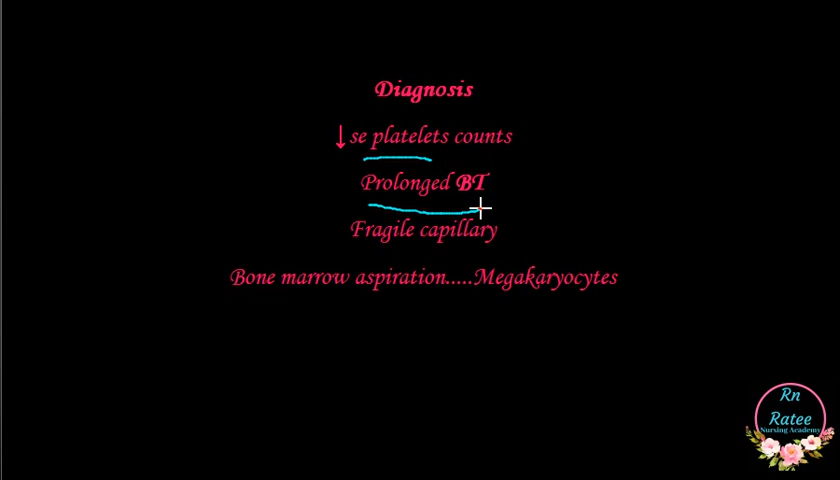 Diagnosis
↓se platelets counts
Prolonged BT
Fragile capillary
Bone marrow aspiration.....Megakaryocytes
Rn
Ratee
Nursing Academy